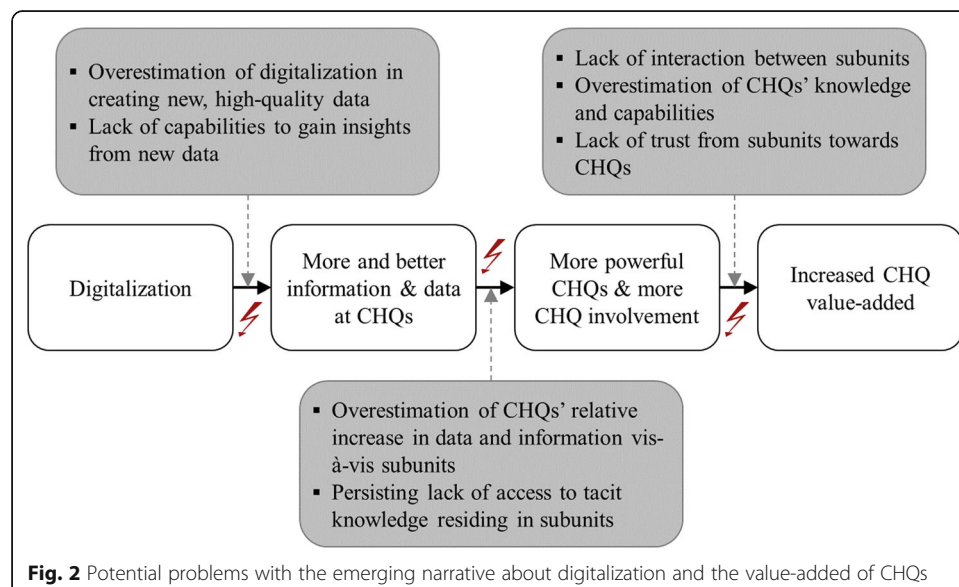 ▪ Overestimation of digitalization in
creating new, high-quality data
▪ Lack of capabilities to gain insights
from new data
▪ Lack of interaction between subunits
▪ Overestimation of CHQs’ knowledge
and capabilities
▪ Lack of trust from subunits towards
CHQs
Digitalization
More and better
information & data
at CHQs
More powerful
CHQs & more
CHQ involvement
Increased CHQ
value-added
▪ Overestimation of CHQs’ relative
increase in data and information vis-
à-vis subunits
▪ Persisting lack of access to tacit
knowledge residing in subunits
Fig. 2 Potential problems with the emerging narrative about digitalization and the value-added of CHQs